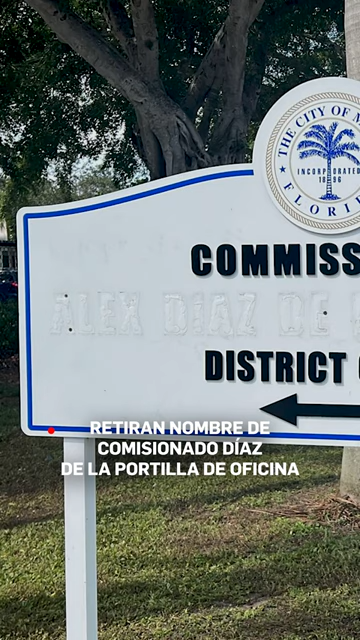 THE CITY OF M
INCORPORATED
18 96
FLORI
COMMISS
ALEX DIAZ DE
DISTRICT
RETIRAN NOMBRE DE
COMISIONADO DÍAZ
DE LA PORTILLA DE OFICINA